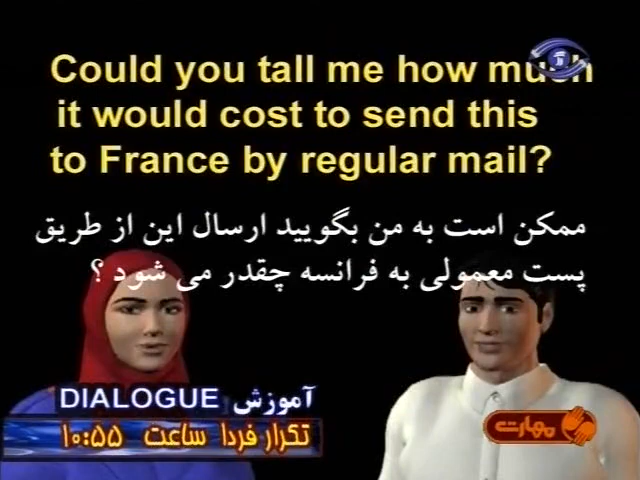 Could you tall me how much
it would cost to send this
to France by regular mail?
ممکن است به من بگویید ارسال این از طریق
پست معمولی به فرانسه چقدر می شود ؟
آموزش DIALOGUE
تکرار فردا ساعت ۱۰:۵۵
مهارت